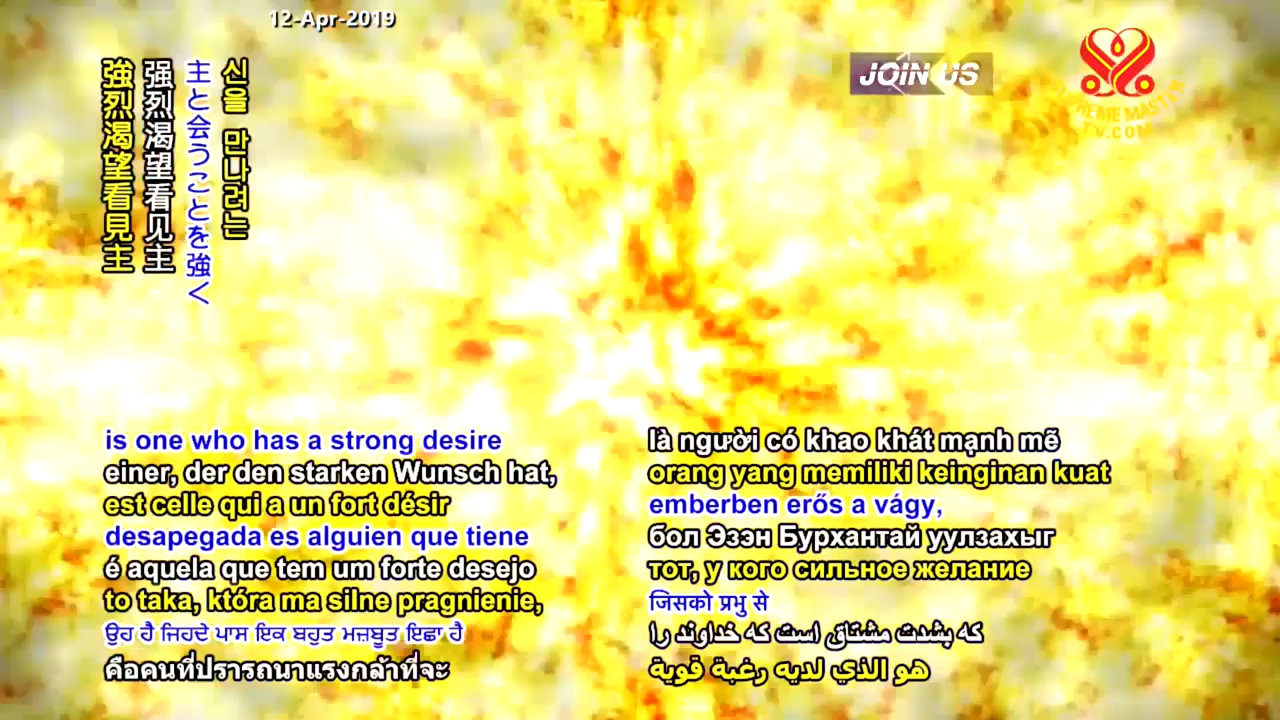 12-Apr-2019
JOIN US
SUPREME MASTER
TV.COM
신을 만나려는
主と会うことを強く
强烈渴望看见主
強烈渴望看見主
is one who has a strong desire
einer, der den starken Wunsch hat,
est celle qui a un fort désir
desapegada es alguien que tiene
é aquela que tem um forte desejo
to taka, która ma silne pragnienie,
ਉਹ ਹੈ ਜਿਹਦੇ ਪਾਸ ਇਕ ਬਹੁਤ ਮਜ਼ਬੂਤ ਇਛਾ ਹੈ
คือคนที่ปรารถนาแรงกล้าที่จะ
là người có khao khát mạnh mẽ
orang yang memiliki keinginan kuat
emberben erős a vágy,
бол Эзэн Бурхантай уулзахыг
тот, у кого сильное желание
जिसको प्रभु से
که بشدت مشتاق است که خداوند را
هو الذي لديه رغبة قوية